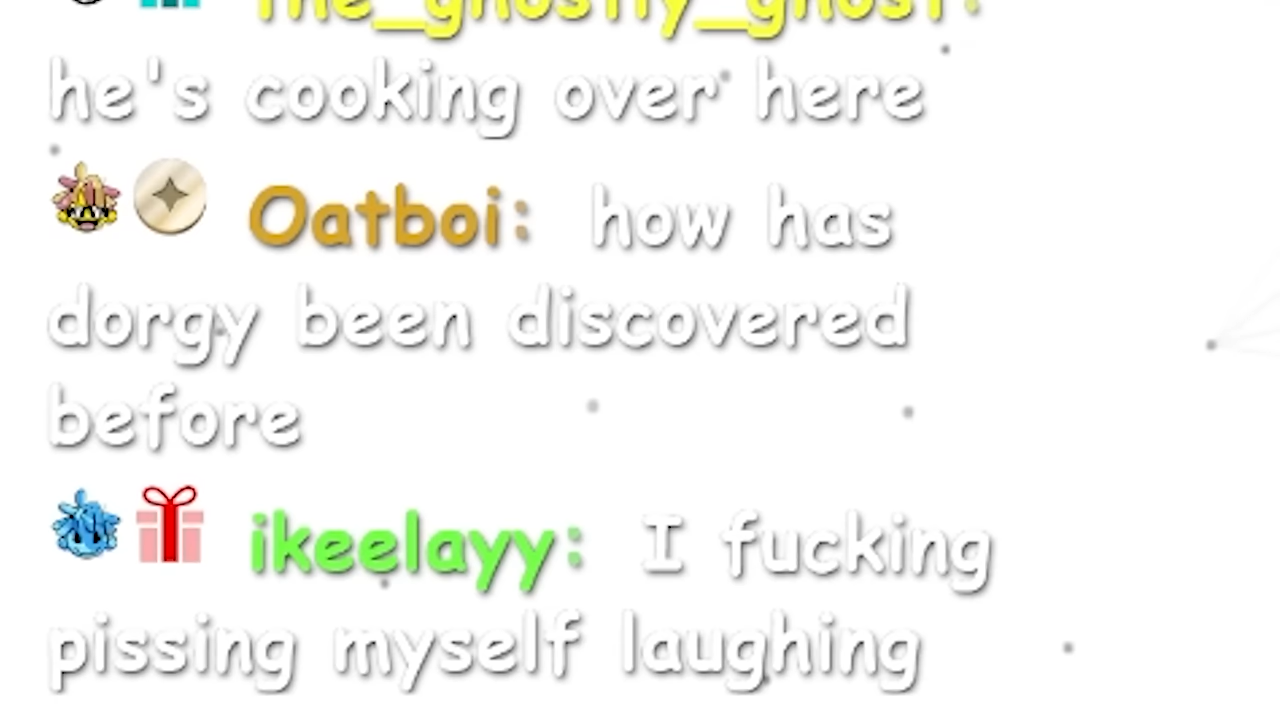 the_ghostly_ghost:
he's cooking over here
Oatboi: how has
dorgy been discovered
before
ikeelayy: I fucking
pissing myself laughing